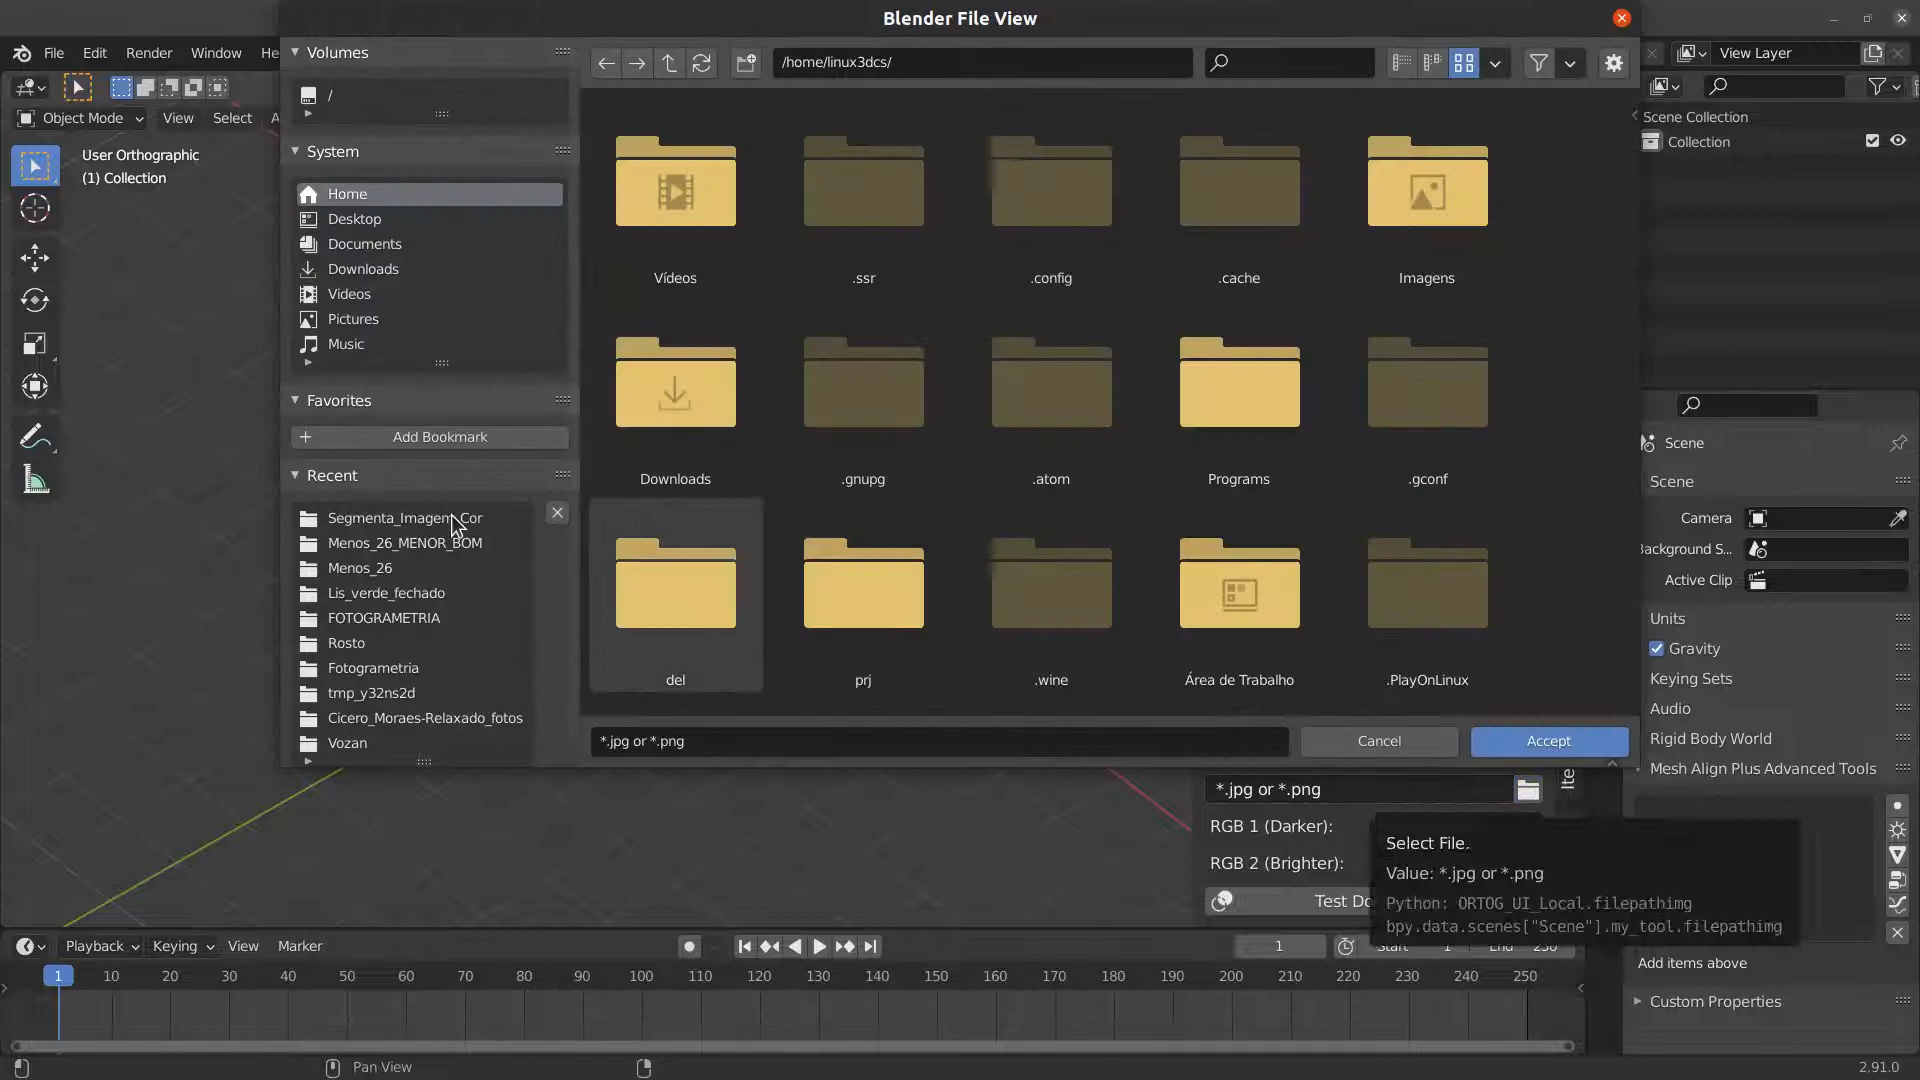 Blender File View
File Edit Render Window He
View Layer
Object Mode View Select A
User Orthographic
(1) Collection
Volumes
/
System
Home
Desktop
Documents
Downloads
Videos
Pictures
Music
Favorites
Add Bookmark
Recent
Segmenta_Imagem_Cor
Menos_26_MENOR_BOM
Menos_26
Lis_verde_fechado
FOTOGRAMETRIA
Rosto
Fotogrametria
tmp_y32ns2d
Cicero_Moraes-Relaxado_fotos
Vozan
/home/linux3dcs/
Vídeos .ssr .config .cache Imagens
Downloads .gnupg .atom Programs .gconf
del prj .wine Área de Trabalho .PlayOnLinux
*.jpg or *.png
Cancel Accept
Scene Collection
Collection
Scene
Scene
Camera
Background S...
Active Clip
Units
Gravity
Keying Sets
Audio
Rigid Body World
Mesh Align Plus Advanced Tools
Add items above
Custom Properties
Ite
*.jpg or *.png
RGB 1 (Darker):
RGB 2 (Brighter):
Test Do
Select File.
Value: *.jpg or *.png
Python: ORTOG_UI_Local.filepathimg
bpy.data.scenes["Scene"].my_tool.filepathimg
Playback Keying View Marker
1 Start 1 End 250
1 10 20 30 40 50 60 70 80 90 100 110 120 130 140 150 160 170 180 190 200 210 220 230 240 250
Pan View
2.91.0